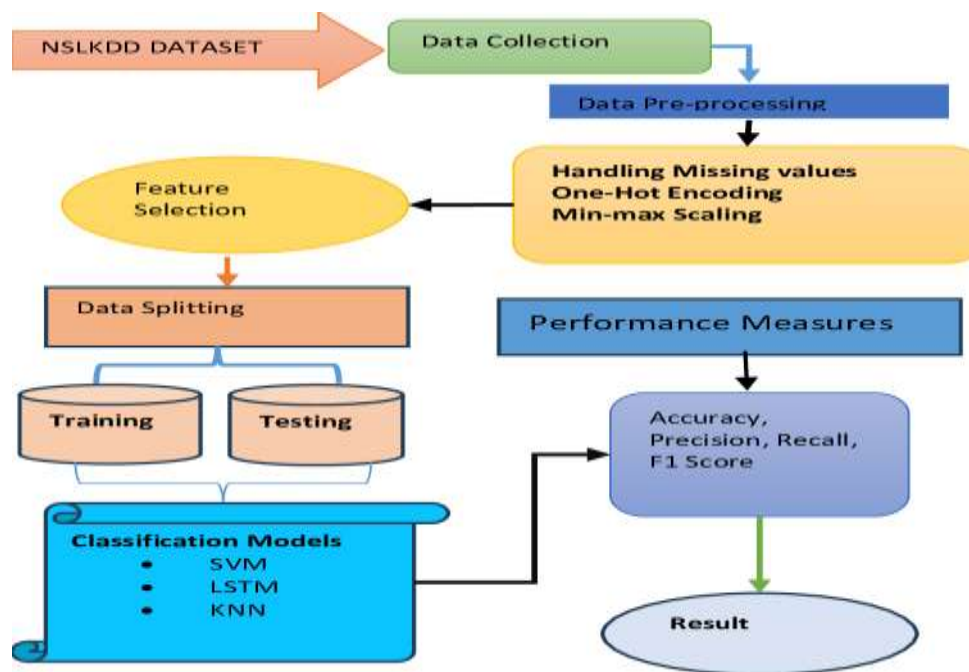 NSLKDD DATASET
Data Collection
Data Pre-processing
Handling Missing values
One-Hot Encoding
Min-max Scaling
Feature
Selection
Data Splitting
Training
Testing
Classification Models
• SVM
• LSTM
• KNN
Performance Measures
Accuracy,
Precision, Recall,
F1 Score
Result